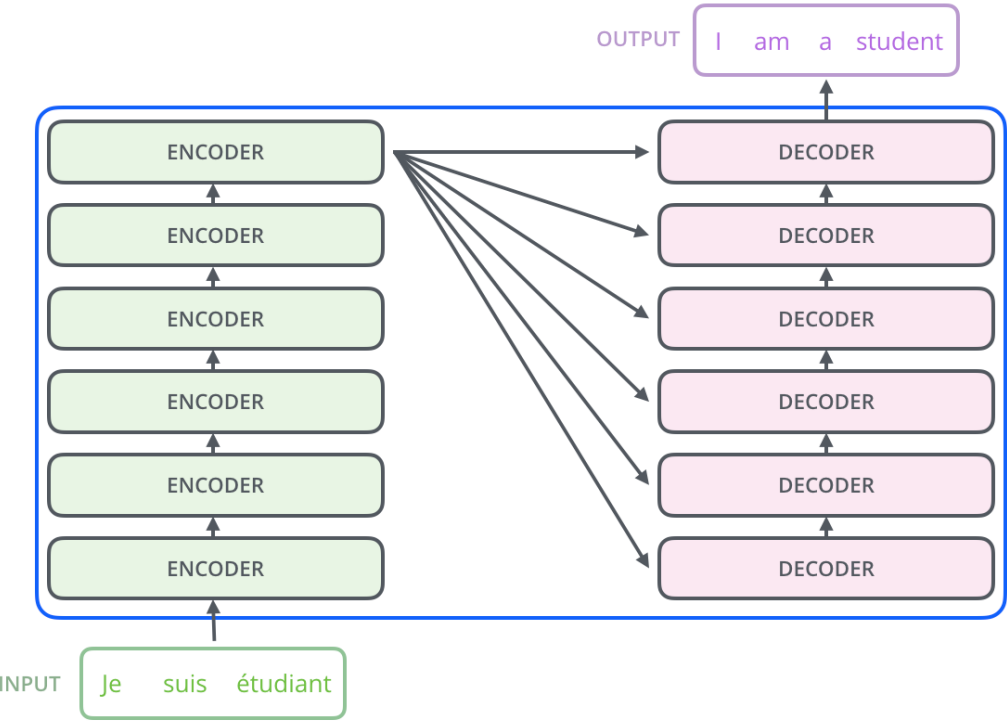 OUTPUT
I am a student
ENCODER DECODER
ENCODER DECODER
ENCODER DECODER
ENCODER DECODER
ENCODER DECODER
ENCODER DECODER
INPUT
Je suis étudiant